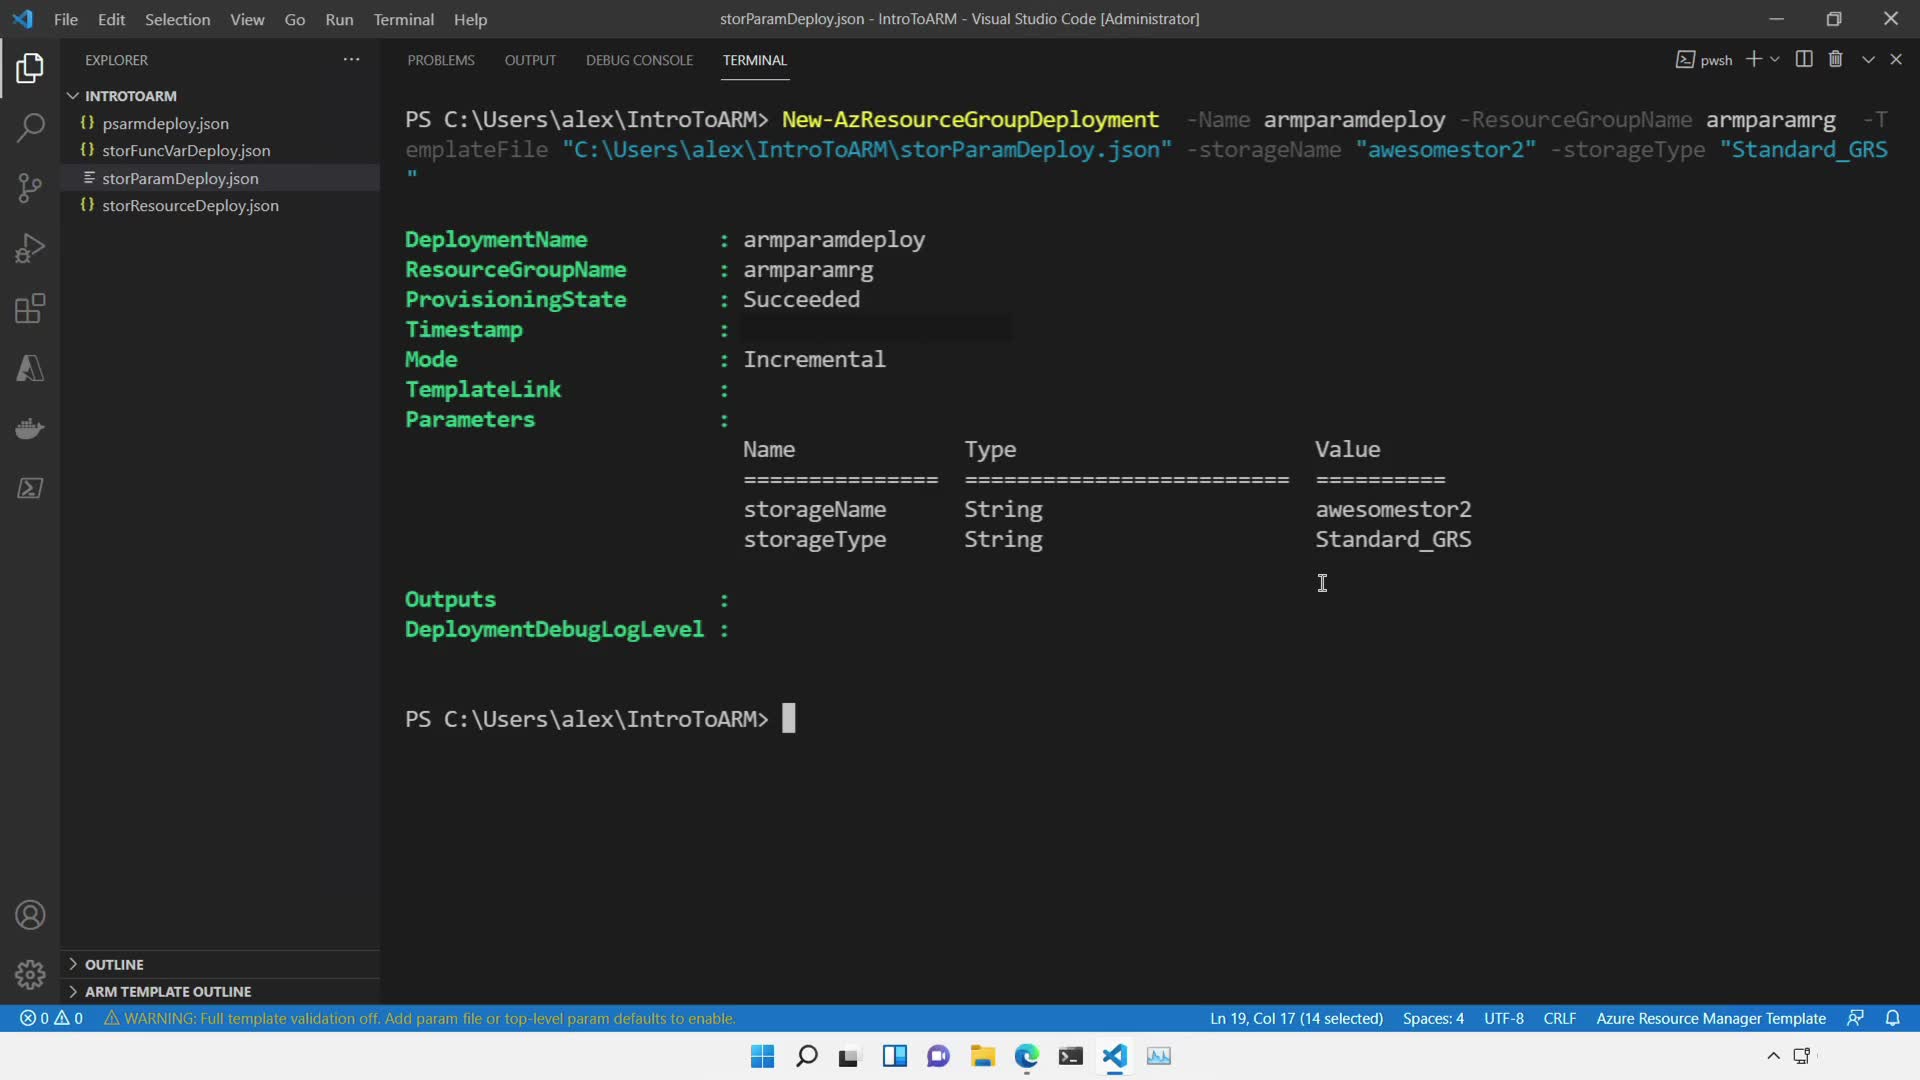 File Edit Selection View Go Run Terminal Help
storParamDeploy.json - IntroToARM - Visual Studio Code [Administrator]
EXPLORER
INTROTOARM
psarmdeploy.json
storFuncVarDeploy.json
storParamDeploy.json
storResourceDeploy.json
OUTLINE
ARM TEMPLATE OUTLINE
PROBLEMS OUTPUT DEBUG CONSOLE TERMINAL
pwsh
PS C:\Users\alex\IntroToARM> New-AzResourceGroupDeployment -Name armparamdeploy -ResourceGroupName armparamrg -T
emplateFile "C:\Users\alex\IntroToARM\storParamDeploy.json" -storageName "awesomestor2" -storageType "Standard_GRS
"
DeploymentName : armparamdeploy
ResourceGroupName : armparamrg
ProvisioningState : Succeeded
Timestamp :
Mode : Incremental
TemplateLink :
Parameters :
Name Type Value
=============== ========================= ==========
storageName String awesomestor2
storageType String Standard_GRS
Outputs :
DeploymentDebugLogLevel :
PS C:\Users\alex\IntroToARM>
0 0 WARNING: Full template validation off. Add param file or top-level param defaults to enable.
Ln 19, Col 17 (14 selected) Spaces: 4 UTF-8 CRLF Azure Resource Manager Template